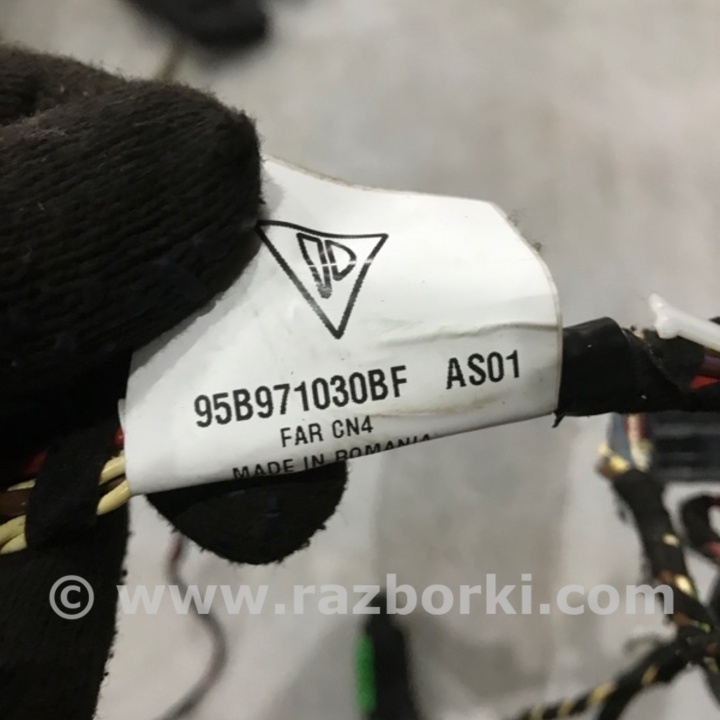 95B971030BF AS01
FAR CN4
MADE IN ROMANIA
© www.razborki.com